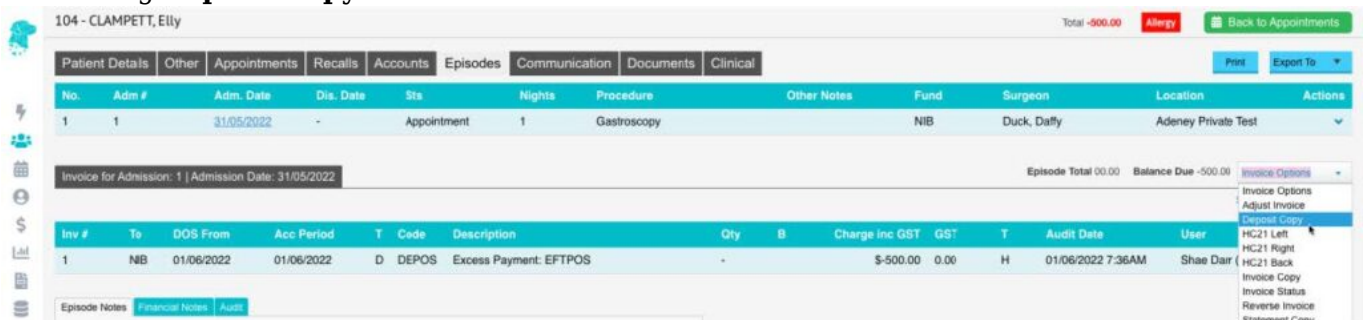 104 - CLAMPETT, Elly
Total -500.00
Allergy
Back to Appointments
Patient Details Other Appointments Recalls Accounts Episodes Communication Documents Clinical
Print Export To
No. Adm # Adm. Date Dis. Date Sts Nights Procedure Other Notes Fund Surgeon Location Actions
1 1 31/05/2022 - Appointment 1 Gastroscopy NIB Duck, Daffy Adeney Private Test
Invoice for Admission: 1 | Admission Date: 31/05/2022
Episode Total 00.00 Balance Due -500.00 Invoice Options
Invoice Options
Adjust Invoice
Deposit Copy
HC21 Left
HC21 Right
HC21 Back
Invoice Copy
Invoice Status
Reverse Invoice
Statement Copy
Inv # To DOS From Acc Period T Code Description Qty B Charge inc GST GST T Audit Date User
1 NIB 01/06/2022 01/06/2022 D DEPOS Excess Payment: EFTPOS - $-500.00 0.00 H 01/06/2022 7:36AM Shae Darr (
Episode Notes Financial Notes Audit